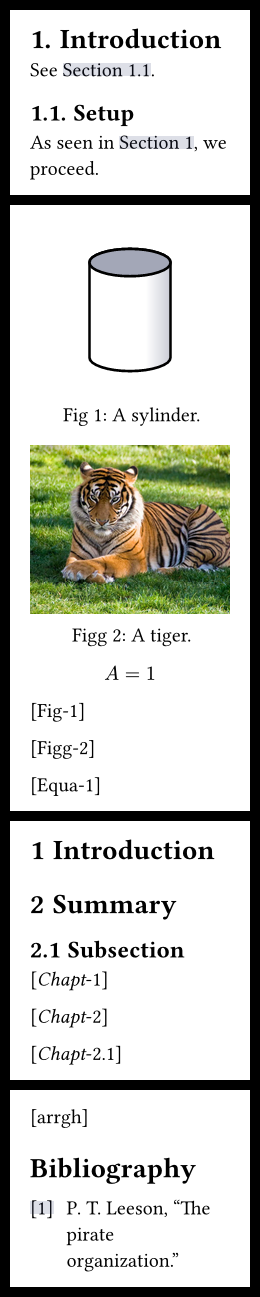 1. Introduction
See Section 1.1.
1.1. Setup
As seen in Section 1, we
proceed.
Fig 1: A sylinder.
Figg 2: A tiger.
A = 1
[Fig-1]
[Figg-2]
[Equa-1]
1 Introduction
2 Summary
2.1 Subsection
[Chapt-1]
[Chapt-2]
[Chapt-2.1]
[arrgh]
Bibliography
[1] P. T. Leeson, “The
pirate
organization.”